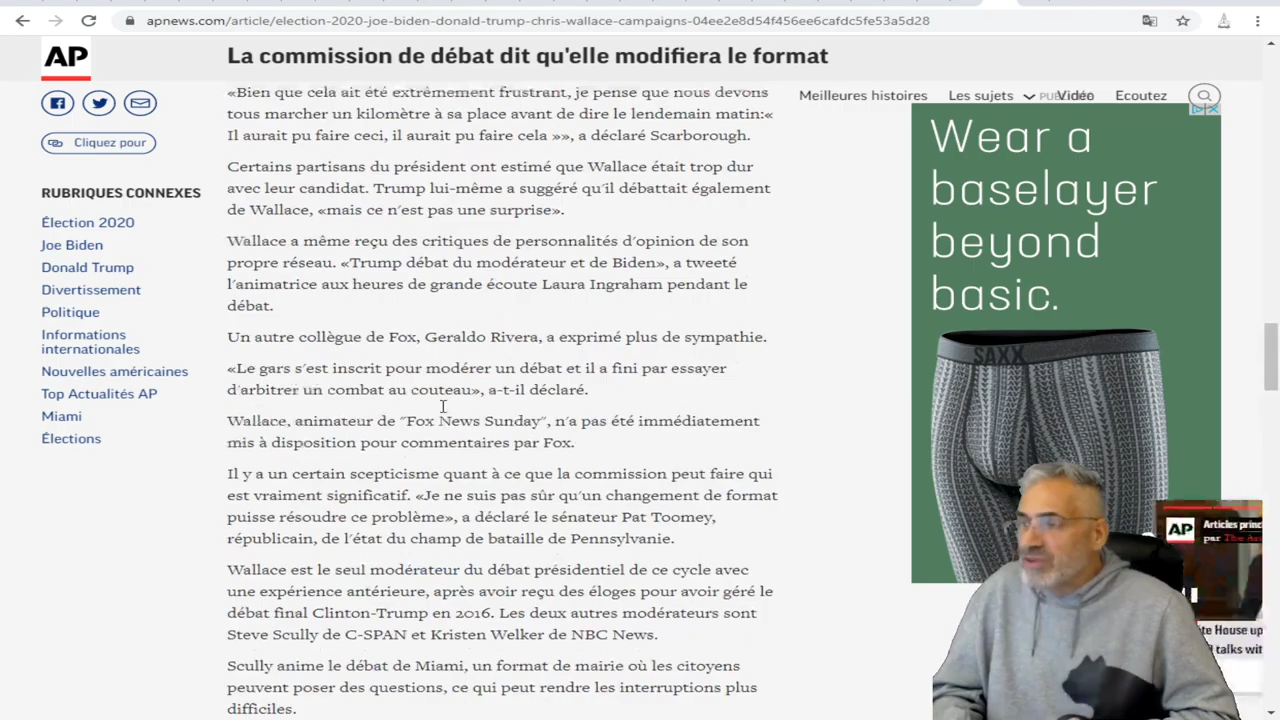 apnews.com/article/election-2020-joe-biden-donald-trump-chris-wallace-campaigns-04ee2e8d54f456ee6cafdc5fe53a5d28
AP
La commission de débat dit qu'elle modifiera le format
Meilleures histoires
Les sujets
Vidéo
Ecoutez
Cliquez pour
RUBRIQUES CONNEXES
Élection 2020
Joe Biden
Donald Trump
Divertissement
Politique
Informations
internationales
Nouvelles américaines
Top Actualités AP
Miami
Élections
«Bien que cela ait été extrêmement frustrant, je pense que nous devons
tous marcher un kilomètre à sa place avant de dire le lendemain matin:«
Il aurait pu faire ceci, il aurait pu faire cela »», a déclaré Scarborough.
Certains partisans du président ont estimé que Wallace était trop dur
avec leur candidat. Trump lui-même a suggéré qu'il débattait également
de Wallace, «mais ce n'est pas une surprise».
Wallace a même reçu des critiques de personnalités d'opinion de son
propre réseau. «Trump débat du modérateur et de Biden», a tweeté
l'animatrice aux heures de grande écoute Laura Ingraham pendant le
débat.
Un autre collègue de Fox, Geraldo Rivera, a exprimé plus de sympathie.
«Le gars s'est inscrit pour modérer un débat et il a fini par essayer
d'arbitrer un combat au couteau», a-t-il déclaré.
Wallace, animateur de "Fox News Sunday", n'a pas été immédiatement
mis à disposition pour commentaires par Fox.
Il y a un certain scepticisme quant à ce que la commission peut faire qui
est vraiment significatif. «Je ne suis pas sûr qu'un changement de format
puisse résoudre ce problème», a déclaré le sénateur Pat Toomey,
républicain, de l'état du champ de bataille de Pennsylvanie.
Wallace est le seul modérateur du débat présidentiel de ce cycle avec
une expérience antérieure, après avoir reçu des éloges pour avoir géré le
débat final Clinton-Trump en 2016. Les deux autres modérateurs sont
Steve Scully de C-SPAN et Kristen Welker de NBC News.
Scully anime le débat de Miami, un format de mairie où les citoyens
peuvent poser des questions, ce qui peut rendre les interruptions plus
difficiles.
Wear a
baselayer
beyond
basic.
SAXX
AP
Articles princ
par The Ass
te House up
talks wit